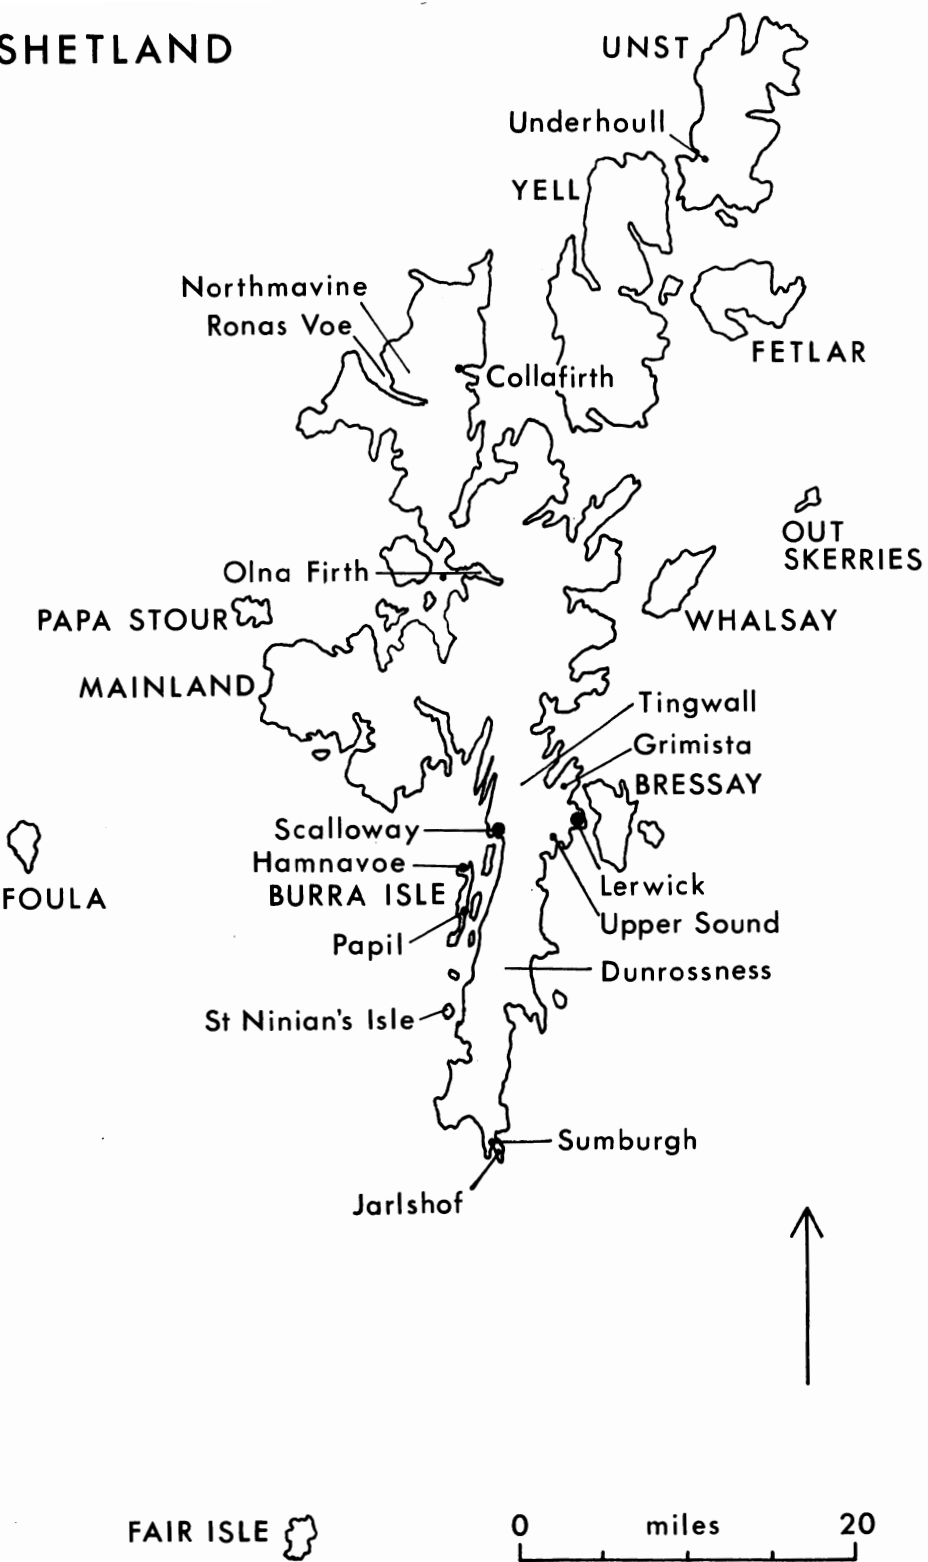 SHETLAND
UNST
Underhoull
YELL
Northmavine
Ronas Voe
FETLAR
Collafirth
OUT
SKERRIES
Olna Firth
PAPA STOUR
WHALSAY
MAINLAND
Tingwall
Grimista
BRESSAY
Scalloway
Hamnavoe
Lerwick
BURRA ISLE
FOULA
Upper Sound
Papil
Dunrossness
St Ninian's Isle
Sumburgh
Jarlshof
FAIR ISLE
0 miles 20